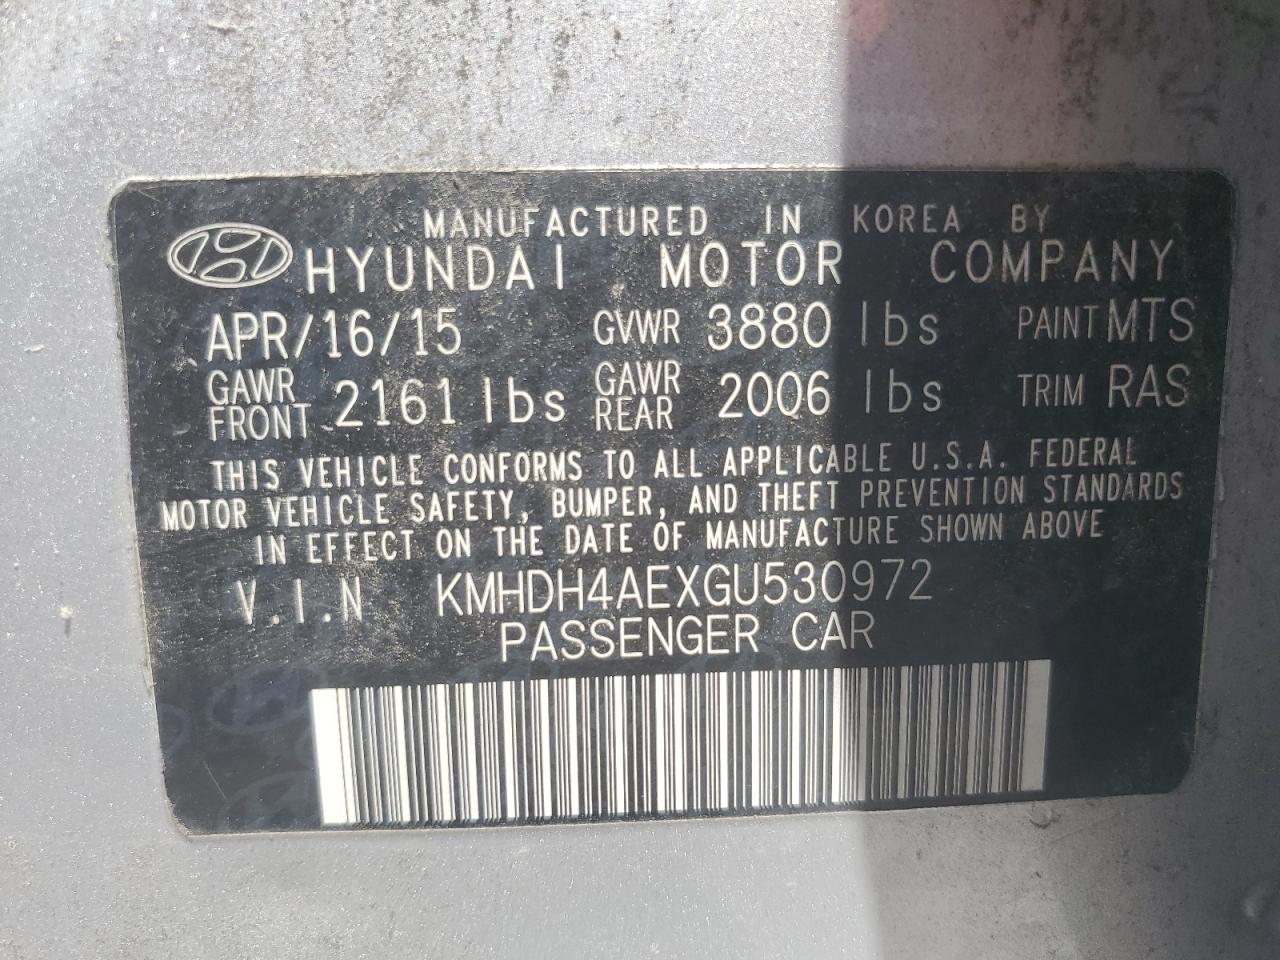 MANUFACTURED IN KOREA BY
HYUNDAI MOTOR COMPANY
APR/16/15 GVWR 3880 lbs PAINT MTS
GAWR FRONT 2161 lbs GAWR REAR 2006 lbs TRIM RAS
THIS VEHICLE CONFORMS TO ALL APPLICABLE U.S.A. FEDERAL
MOTOR VEHICLE SAFETY, BUMPER, AND THEFT PREVENTION STANDARDS
IN EFFECT ON THE DATE OF MANUFACTURE SHOWN ABOVE
V.I.N KMHDH4AEXGU530972
PASSENGER CAR